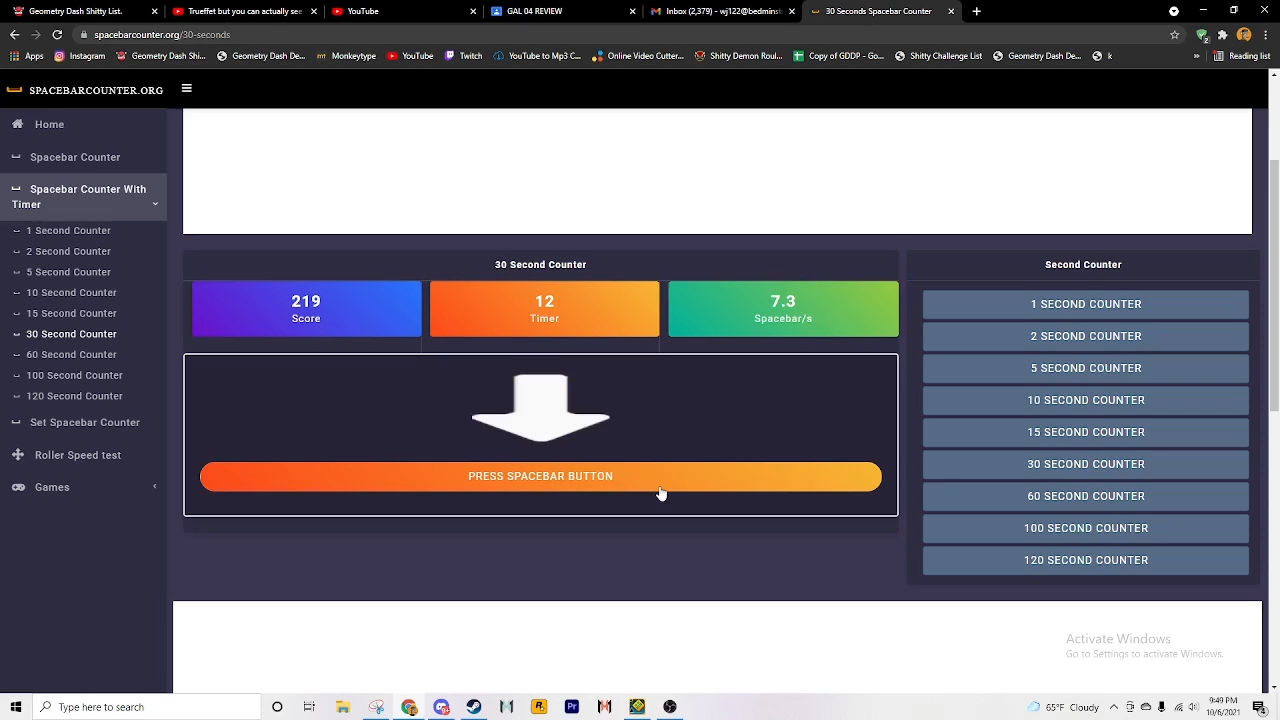 Geometry Dash Shitty List.
Trueffet but you can actually see
YouTube
GAL 04 REVIEW
Inbox (2,379) - wj122@bedminst
30 Seconds Spacebar Counter
spacebarcounter.org/30-seconds
Apps
Instagram
Geometry Dash Shi...
Geometry Dash De...
Monkeytype
YouTube
Twitch
YouTube to Mp3 C...
Online Video Cutter...
Shitty Demon Rou...
Copy of GDDP - Go...
Shitty Challenge List
Geometry Dash De...
k
Reading list
SPACEBARCOUNTER.ORG
Home
Spacebar Counter
Spacebar Counter With
Timer
1 Second Counter
2 Second Counter
5 Second Counter
10 Second Counter
15 Second Counter
30 Second Counter
60 Second Counter
100 Second Counter
120 Second Counter
Set Spacebar Counter
Roller Speed test
Games
30 Second Counter
219
Score
12
Timer
7.3
Spacebar/s
PRESS SPACEBAR BUTTON
Second Counter
1 SECOND COUNTER
2 SECOND COUNTER
5 SECOND COUNTER
10 SECOND COUNTER
15 SECOND COUNTER
30 SECOND COUNTER
60 SECOND COUNTER
100 SECOND COUNTER
120 SECOND COUNTER
Activate Windows
Go to Settings to activate Windows.
Type here to search
65°F Cloudy
9:49 PM
10/6/2021